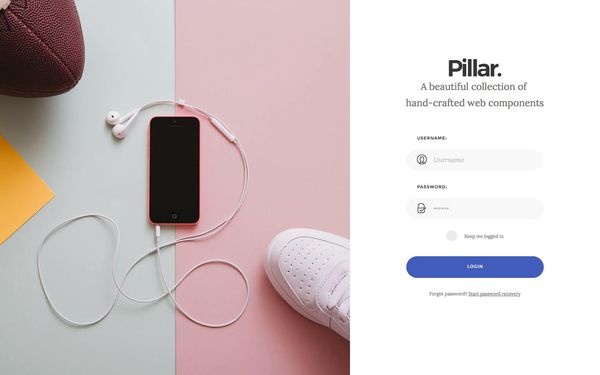 Pillar.
A beautiful collection of
hand-crafted web components
USERNAME:
Username
PASSWORD:
Keep me logged in
LOGIN
Forgot password? Start password recovery